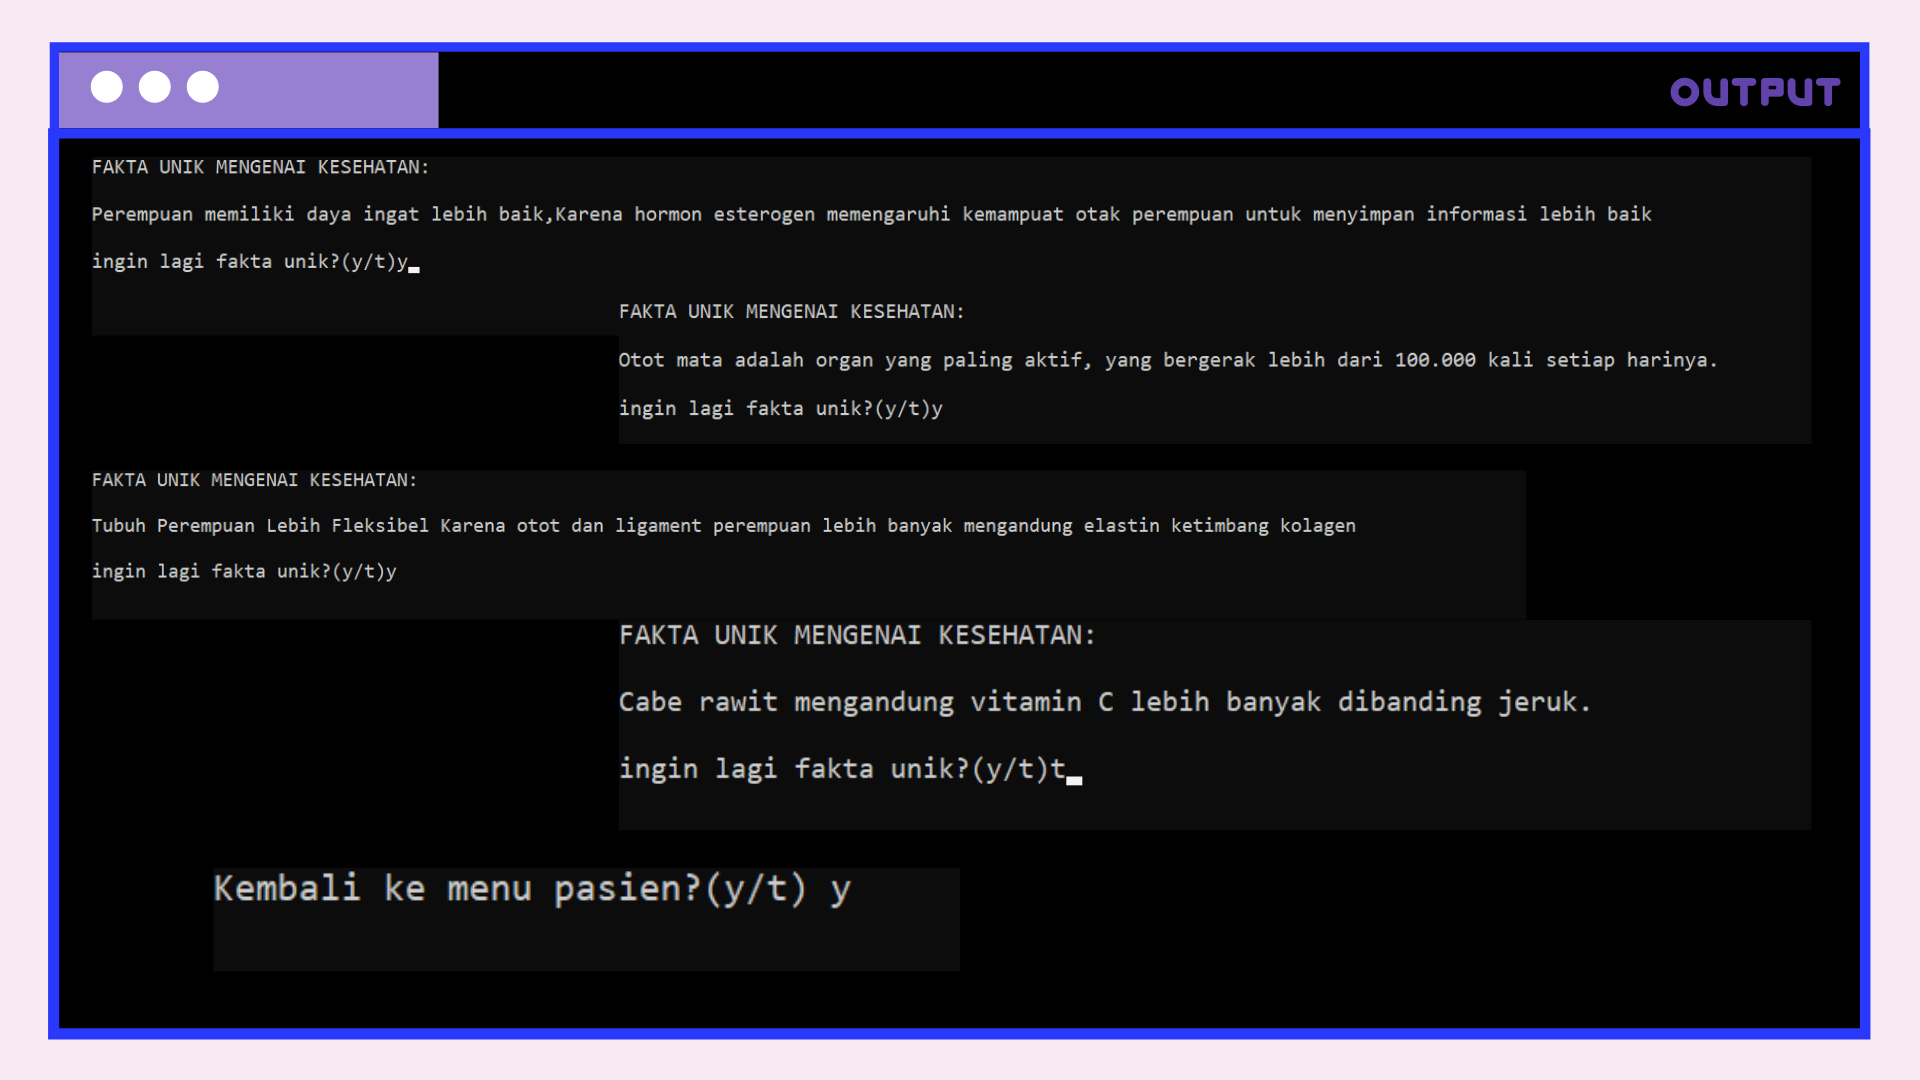 OUTPUT
FAKTA UNIK MENGENAI KESEHATAN:
Perempuan memiliki daya ingat lebih baik,Karena hormon esterogen memengaruhi kemampuat otak perempuan untuk menyimpan informasi lebih baik
ingin lagi fakta unik?(y/t)y
FAKTA UNIK MENGENAI KESEHATAN:
Otot mata adalah organ yang paling aktif, yang bergerak lebih dari 100.000 kali setiap harinya.
ingin lagi fakta unik?(y/t)y
FAKTA UNIK MENGENAI KESEHATAN:
Tubuh Perempuan Lebih Fleksibel Karena otot dan ligament perempuan lebih banyak mengandung elastin ketimbang kolagen
ingin lagi fakta unik?(y/t)y
FAKTA UNIK MENGENAI KESEHATAN:
Cabe rawit mengandung vitamin C lebih banyak dibanding jeruk.
ingin lagi fakta unik?(y/t)t
Kembali ke menu pasien?(y/t) y